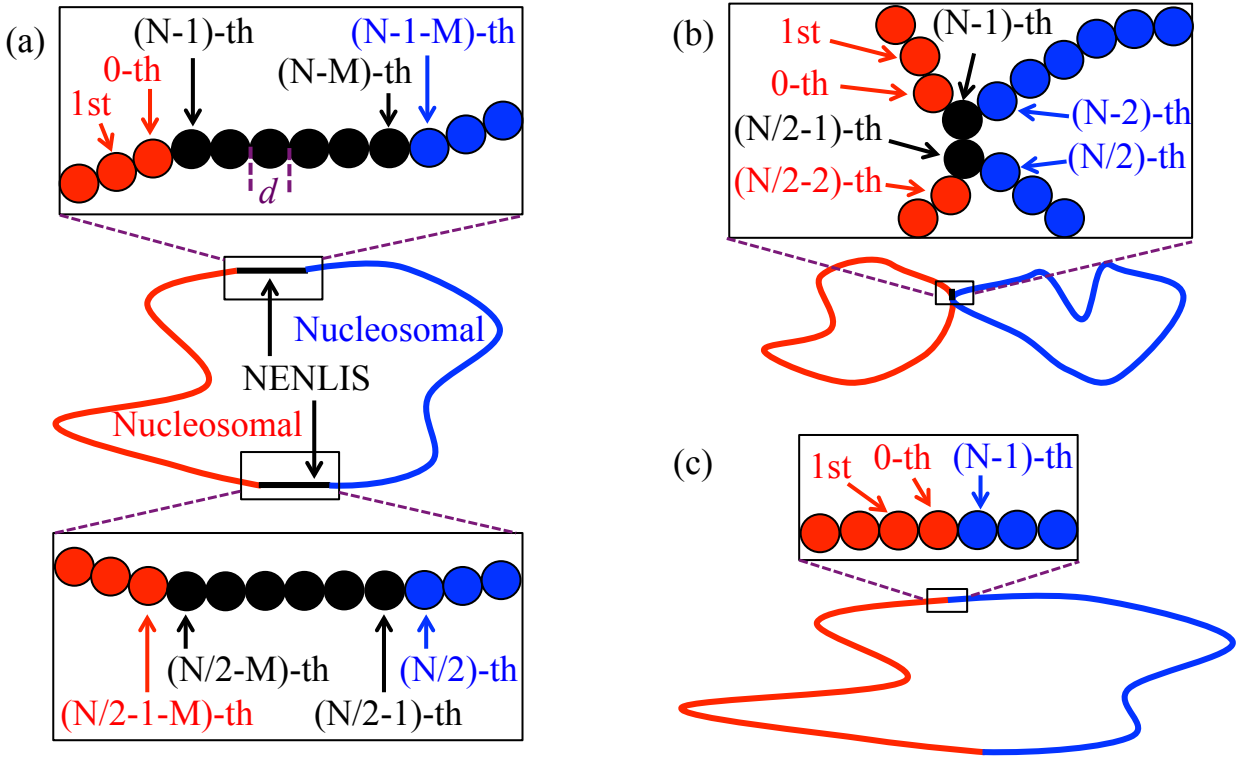 (a)
(N-1)-th
(N-1-M)-th
0-th
(N-M)-th
1st
d
Nucleosomal
NENLIS
Nucleosomal
(N/2-M)-th
(N/2)-th
(N/2-1-M)-th
(N/2-1)-th
(b)
(N-1)-th
1st
0-th
(N-2)-th
(N/2-1)-th
(N/2)-th
(N/2-2)-th
(c)
0-th
(N-1)-th
1st